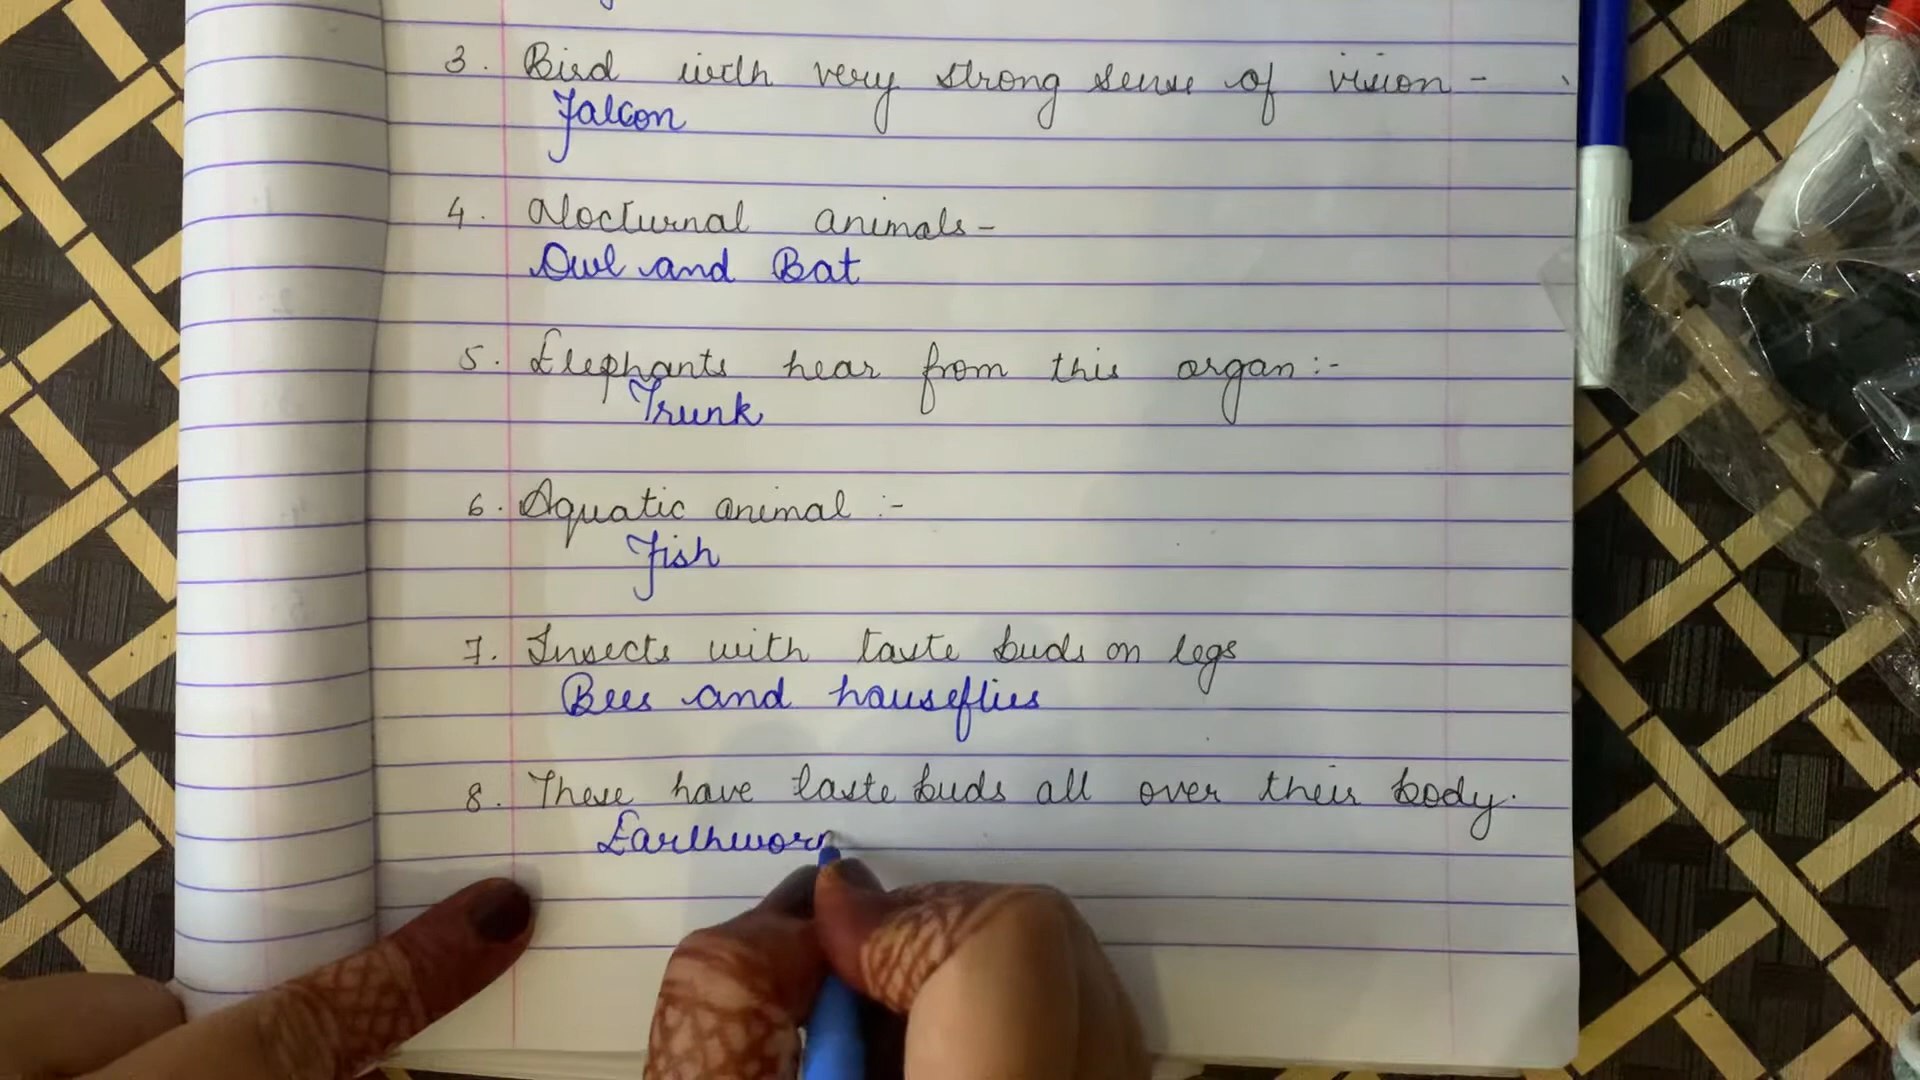 3. Bird with very strong sense of vision -
Falcon
4. Nocturnal animals -
Owl and Bat
5. Elephants hear from this organ :-
Trunk
6. Aquatic animal :-
Fish
7. Insects with taste buds on legs
Bees and houseflies
8. These have taste buds all over their body.
Earthwor